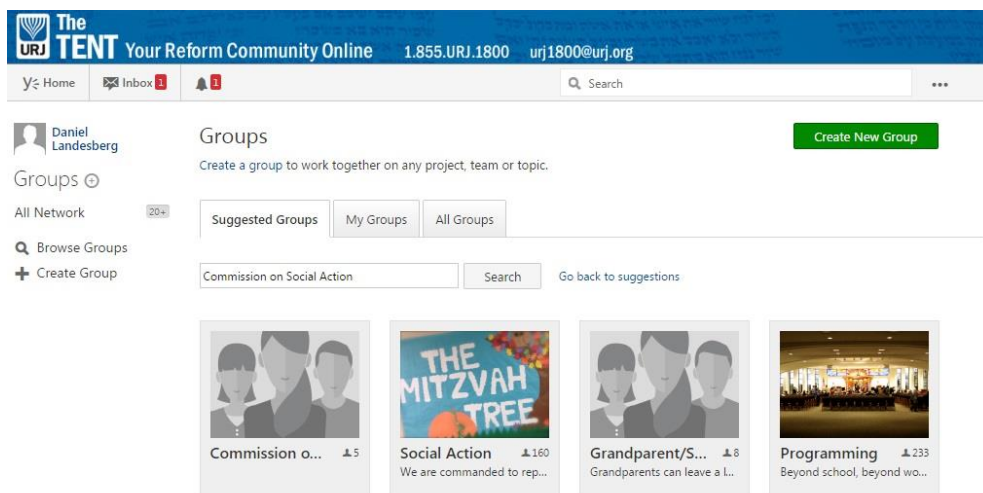 The
URJ TENT Your Reform Community Online 1.855.URJ.1800 urj1800@urj.org
Home Inbox 1 1 Search
Daniel
Landesberg
Groups
All Network 20+
Browse Groups
Create Group
Groups
Create New Group
Create a group to work together on any project, team or topic.
Suggested Groups My Groups All Groups
Commission on Social Action Search Go back to suggestions
THE
MITZVAH
TREE
Commission o... 5 Social Action 160 Grandparent/S... 8 Programming 233
We are commanded to rep... Grandparents can leave a l... Beyond school, beyond wo...